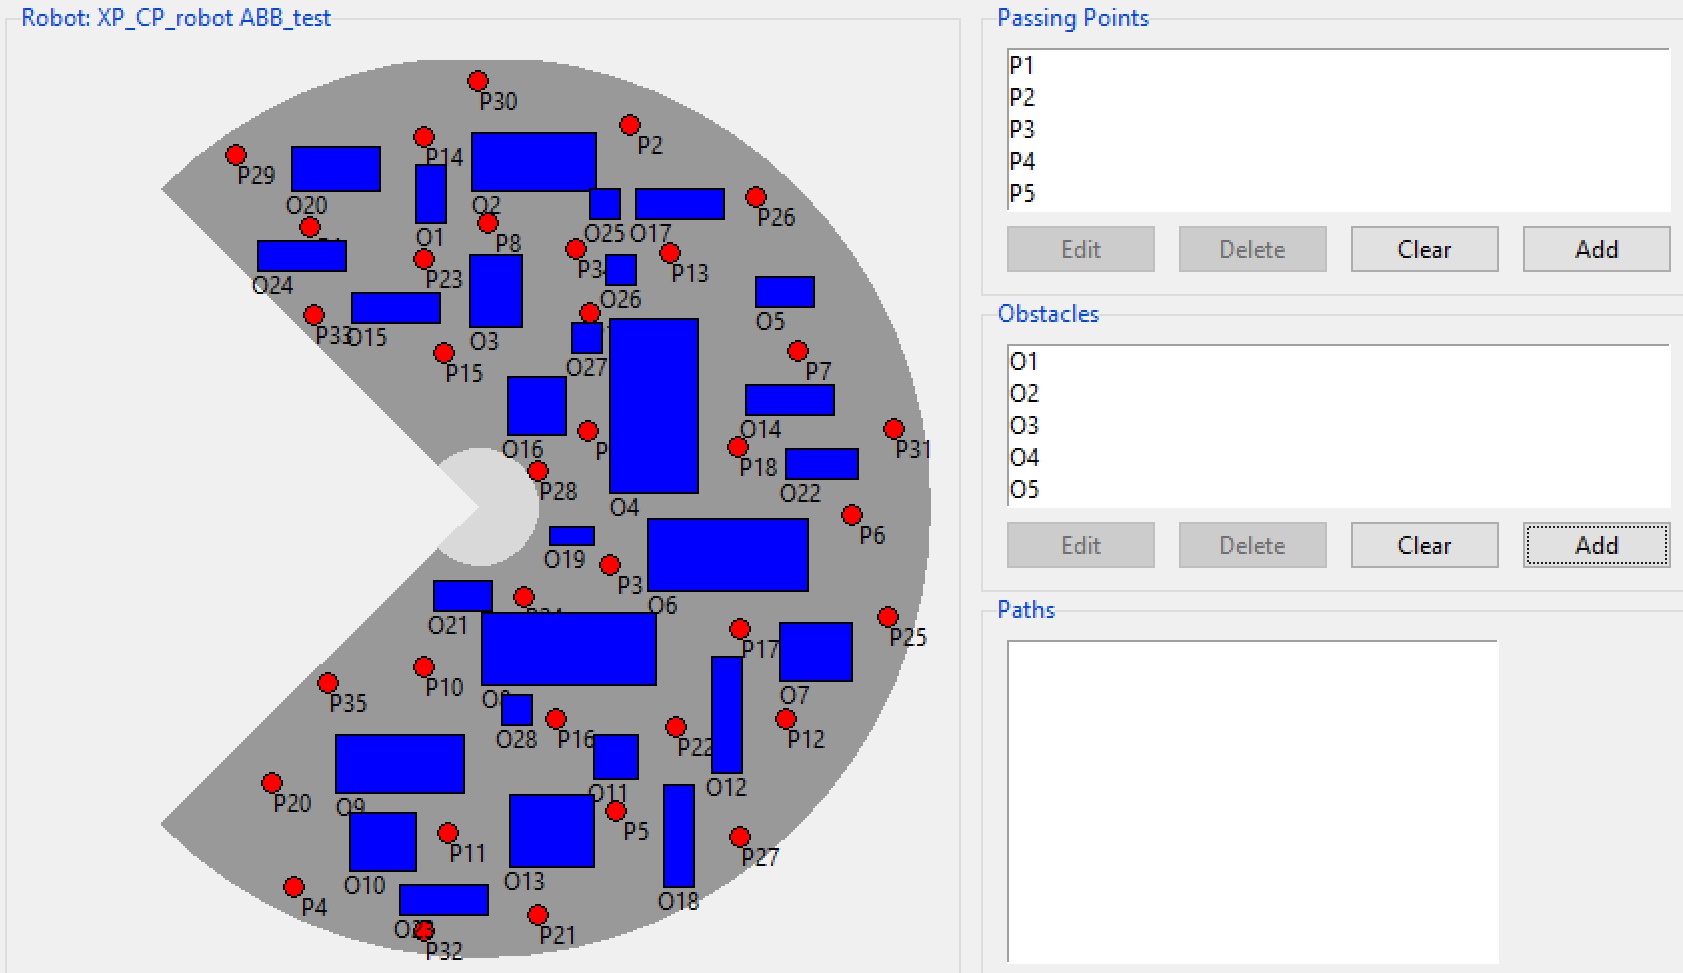 Robot: XP_CP_robot ABB_test
P30
P2
P14
P29
O20
O2
P26
O1
P8
O25
O17
P23
P13
O24
O26
O5
P33
O15
O3
P15
O27
P7
O14
O16
P31
P18
P28
O22
O4
P6
O19
P3
O6
O21
P25
P17
P10
O7
P35
O28
P16
P22
P12
O12
P20
O9
O11
P5
P11
P27
O10
O13
P4
O18
P21
P32
Passing Points
P1
P2
P3
P4
P5
Edit
Delete
Clear
Add
Obstacles
O1
O2
O3
O4
O5
Edit
Delete
Clear
Add
Paths